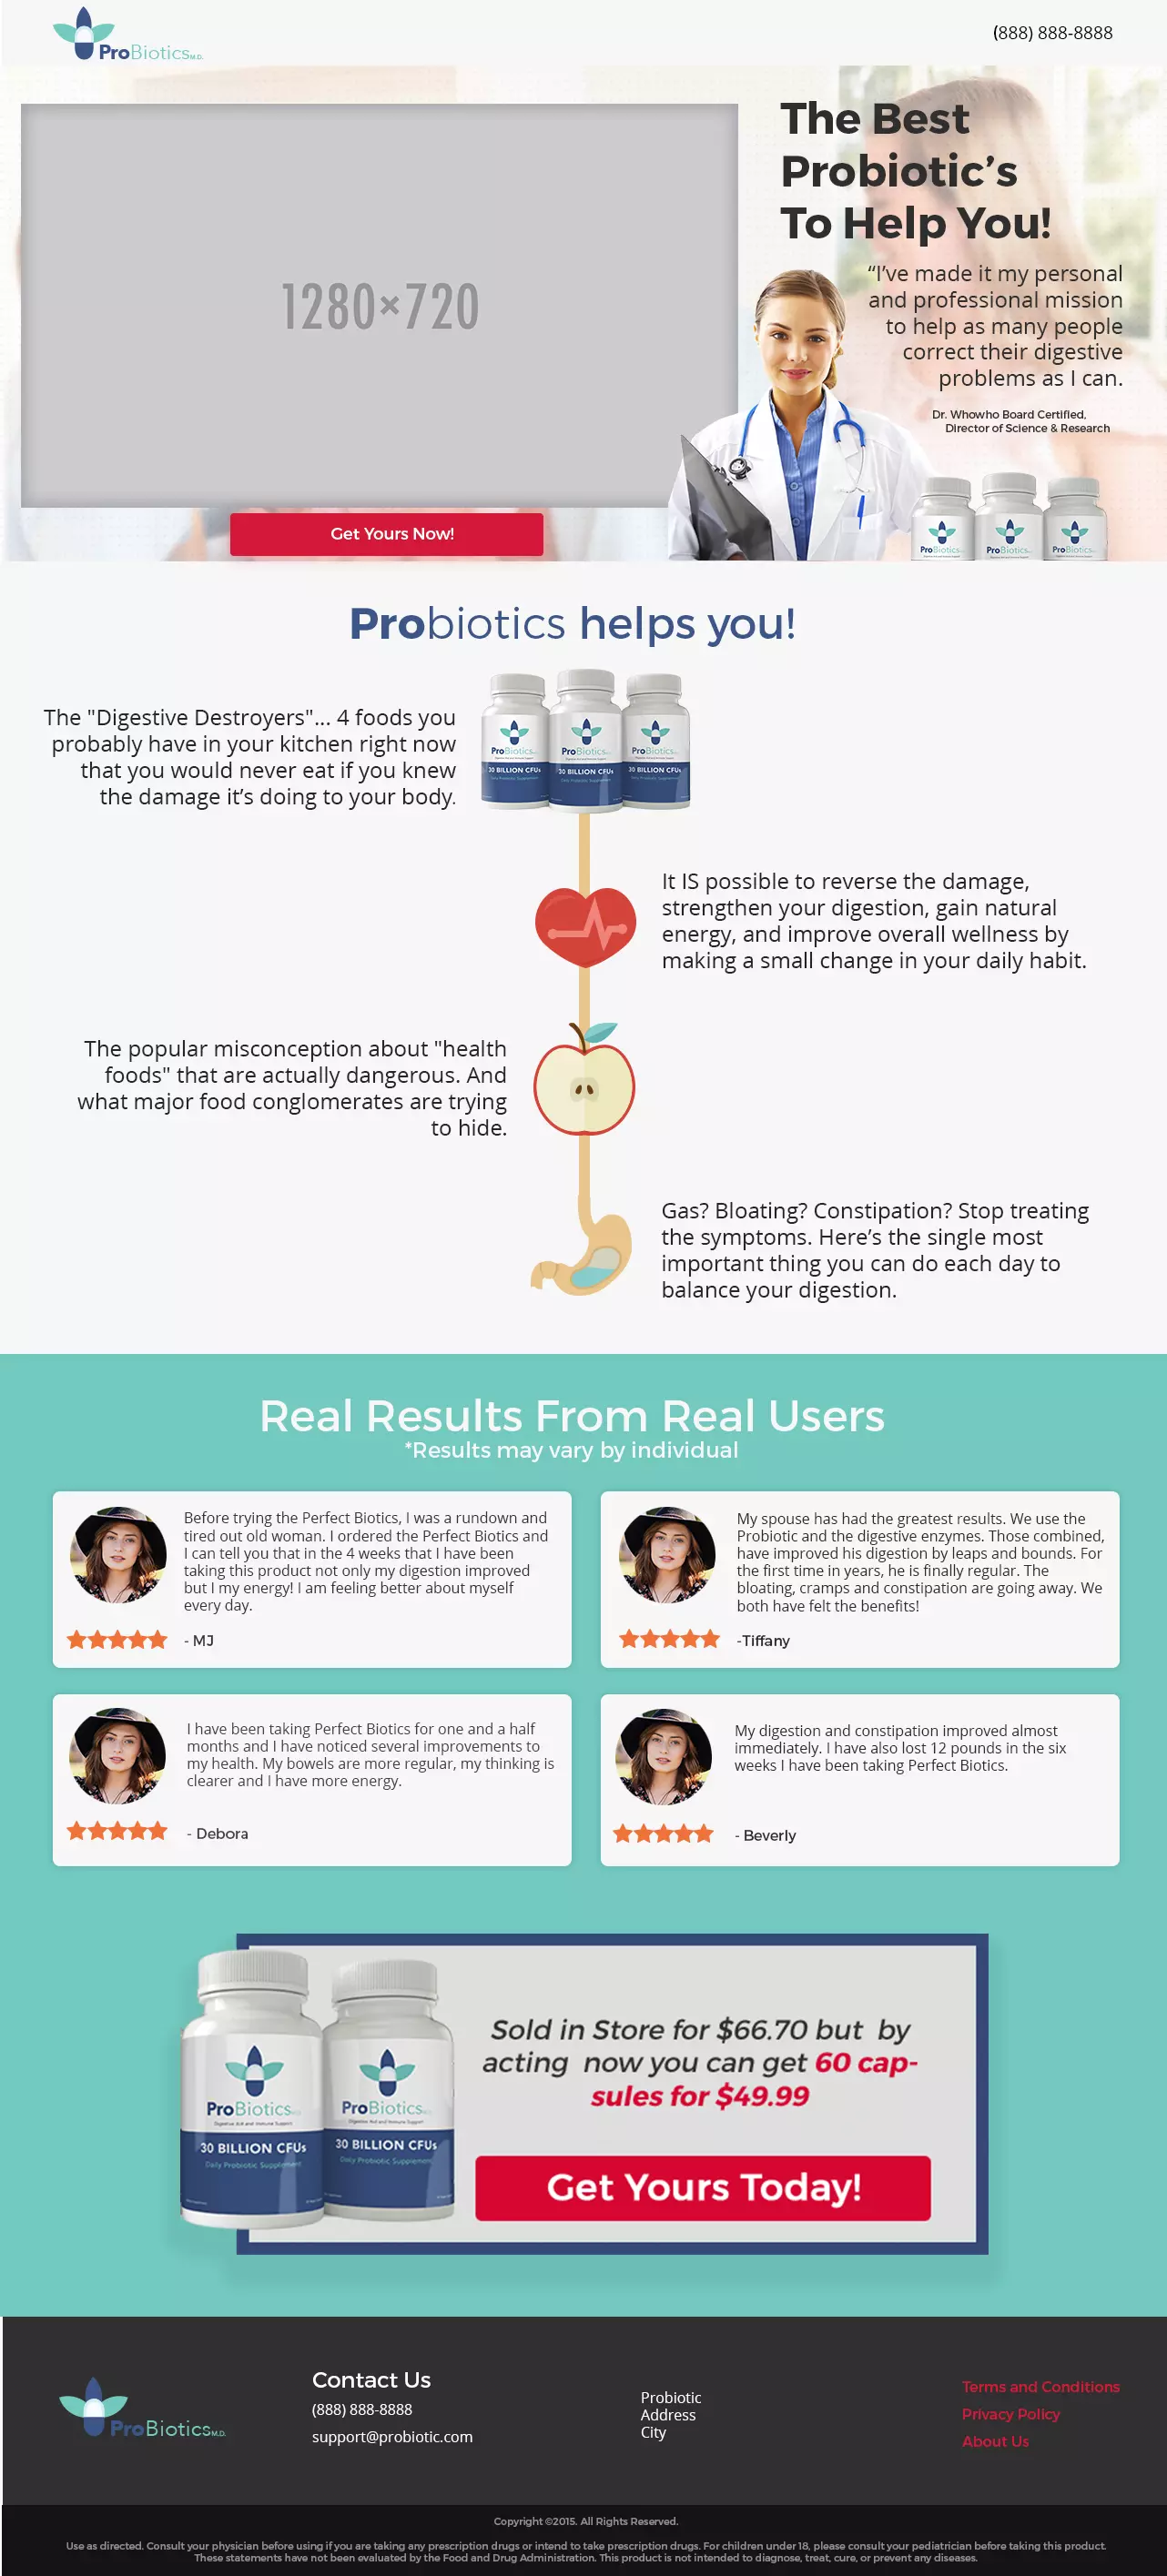 ProBiotics M.D.
(888) 888-8888
1280×720
The Best
Probiotic’s
To Help You!
“I’ve made it my personal
and professional mission
to help as many people
correct their digestive
problems as I can.
Dr. Whowho Board Certified,
Director of Science & Research
ProBiotics
ProBiotics
ProBiotics
Get Yours Now!
Probiotics helps you!
The "Digestive Destroyers"... 4 foods you
probably have in your kitchen right now
that you would never eat if you knew
the damage it’s doing to your body.
ProBiotics
30 BILLION CFUs
ProBiotics
30 BILLION CFUs
ProBiotics
30 BILLION CFUs
It IS possible to reverse the damage,
strengthen your digestion, gain natural
energy, and improve overall wellness by
making a small change in your daily habit.
The popular misconception about "health
foods" that are actually dangerous. And
what major food conglomerates are trying
to hide.
Gas? Bloating? Constipation? Stop treating
the symptoms. Here’s the single most
important thing you can do each day to
balance your digestion.
Real Results From Real Users
*Results may vary by individual
Before trying the Perfect Biotics, I was a rundown and
tired out old woman. I ordered the Perfect Biotics and
I can tell you that in the 4 weeks that I have been
taking this product not only my digestion improved
but I my energy! I am feeling better about myself
every day.
- MJ
My spouse has had the greatest results. We use the
Probiotic and the digestive enzymes. Those combined,
have improved his digestion by leaps and bounds. For
the first time in years, he is finally regular. The
bloating, cramps and constipation are going away. We
both have felt the benefits!
-Tiffany
I have been taking Perfect Biotics for one and a half
months and I have noticed several improvements to
my health. My bowels are more regular, my thinking is
clearer and I have more energy.
- Debora
My digestion and constipation improved almost
immediately. I have also lost 12 pounds in the six
weeks I have been taking Perfect Biotics.
- Beverly
ProBiotics
Digestive Aid and Immune Support
30 BILLION CFUs
Daily Probiotic Supplement
ProBiotics
Digestive Aid and Immune Support
30 BILLION CFUs
Daily Probiotic Supplement
Sold in Store for $66.70 but by
acting now you can get 60 cap-
sules for $49.99
Get Yours Today!
ProBiotics M.D.
Contact Us
(888) 888-8888
support@probiotic.com
Probiotic
Address
City
Terms and Conditions
Privacy Policy
About Us
Copyright ©2015. All Rights Reserved.
Use as directed. Consult your physician before using if you are taking any prescription drugs or intend to take prescription drugs. For children under 18, please consult your pediatrician before taking this product.
These statements have not been evaluated by the Food and Drug Administration. This product is not intended to diagnose, treat, cure, or prevent any diseases.